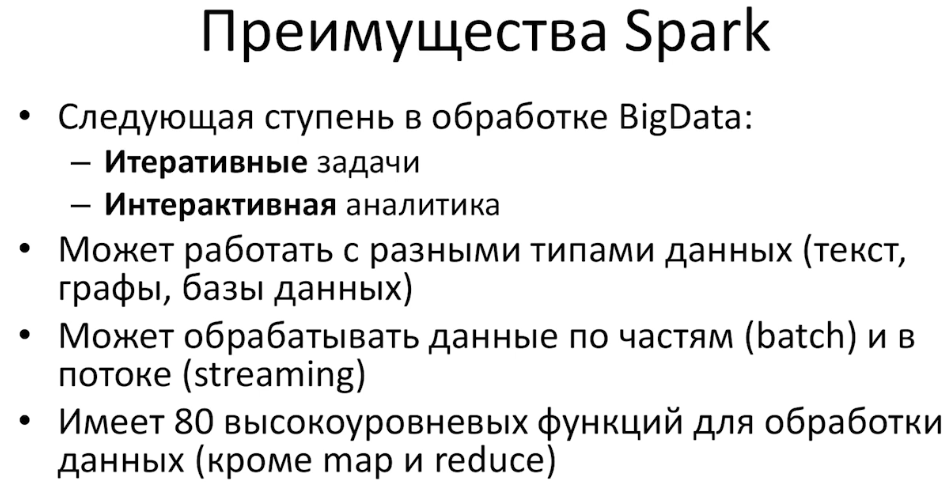 Преимущества Spark
• Следующая ступень в обработке BigData:
– Итеративные задачи
– Интерактивная аналитика
• Может работать с разными типами данных (текст,
графы, базы данных)
• Может обрабатывать данные по частям (batch) и в
потоке (streaming)
• Имеет 80 высокоуровневых функций для обработки
данных (кроме map и reduce)